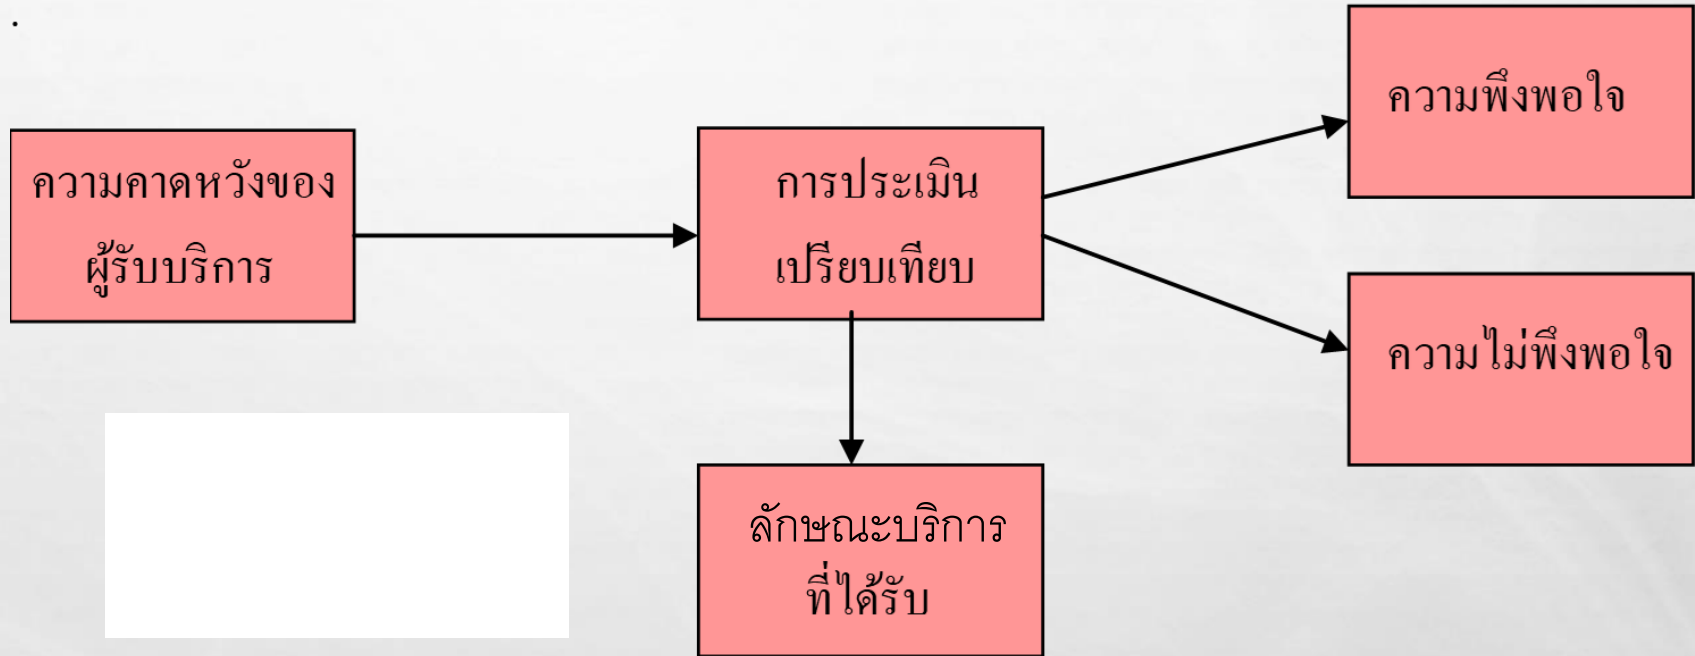 .
ความพึงพอใจ
ความคาดหวังของ
ผู้รับบริการ
การประเมิน
เปรียบเทียบ
ความไม่พึงพอใจ
ลักษณะบริการ
ที่ได้รับ